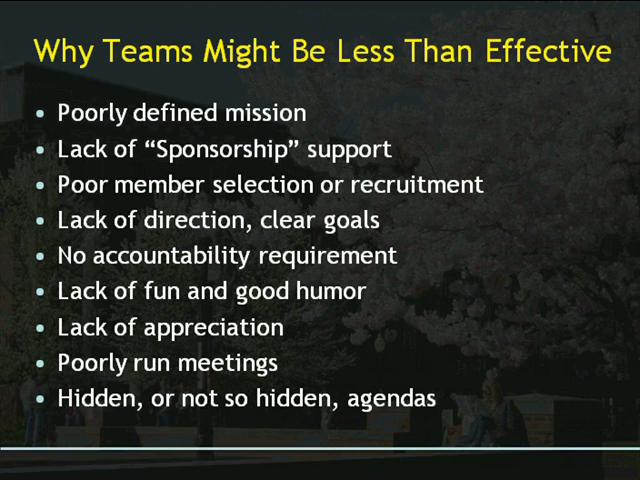 Why Teams Might Be Less Than Effective
• Poorly defined mission
• Lack of “Sponsorship” support
• Poor member selection or recruitment
• Lack of direction, clear goals
• No accountability requirement
• Lack of fun and good humor
• Lack of appreciation
• Poorly run meetings
• Hidden, or not so hidden, agendas